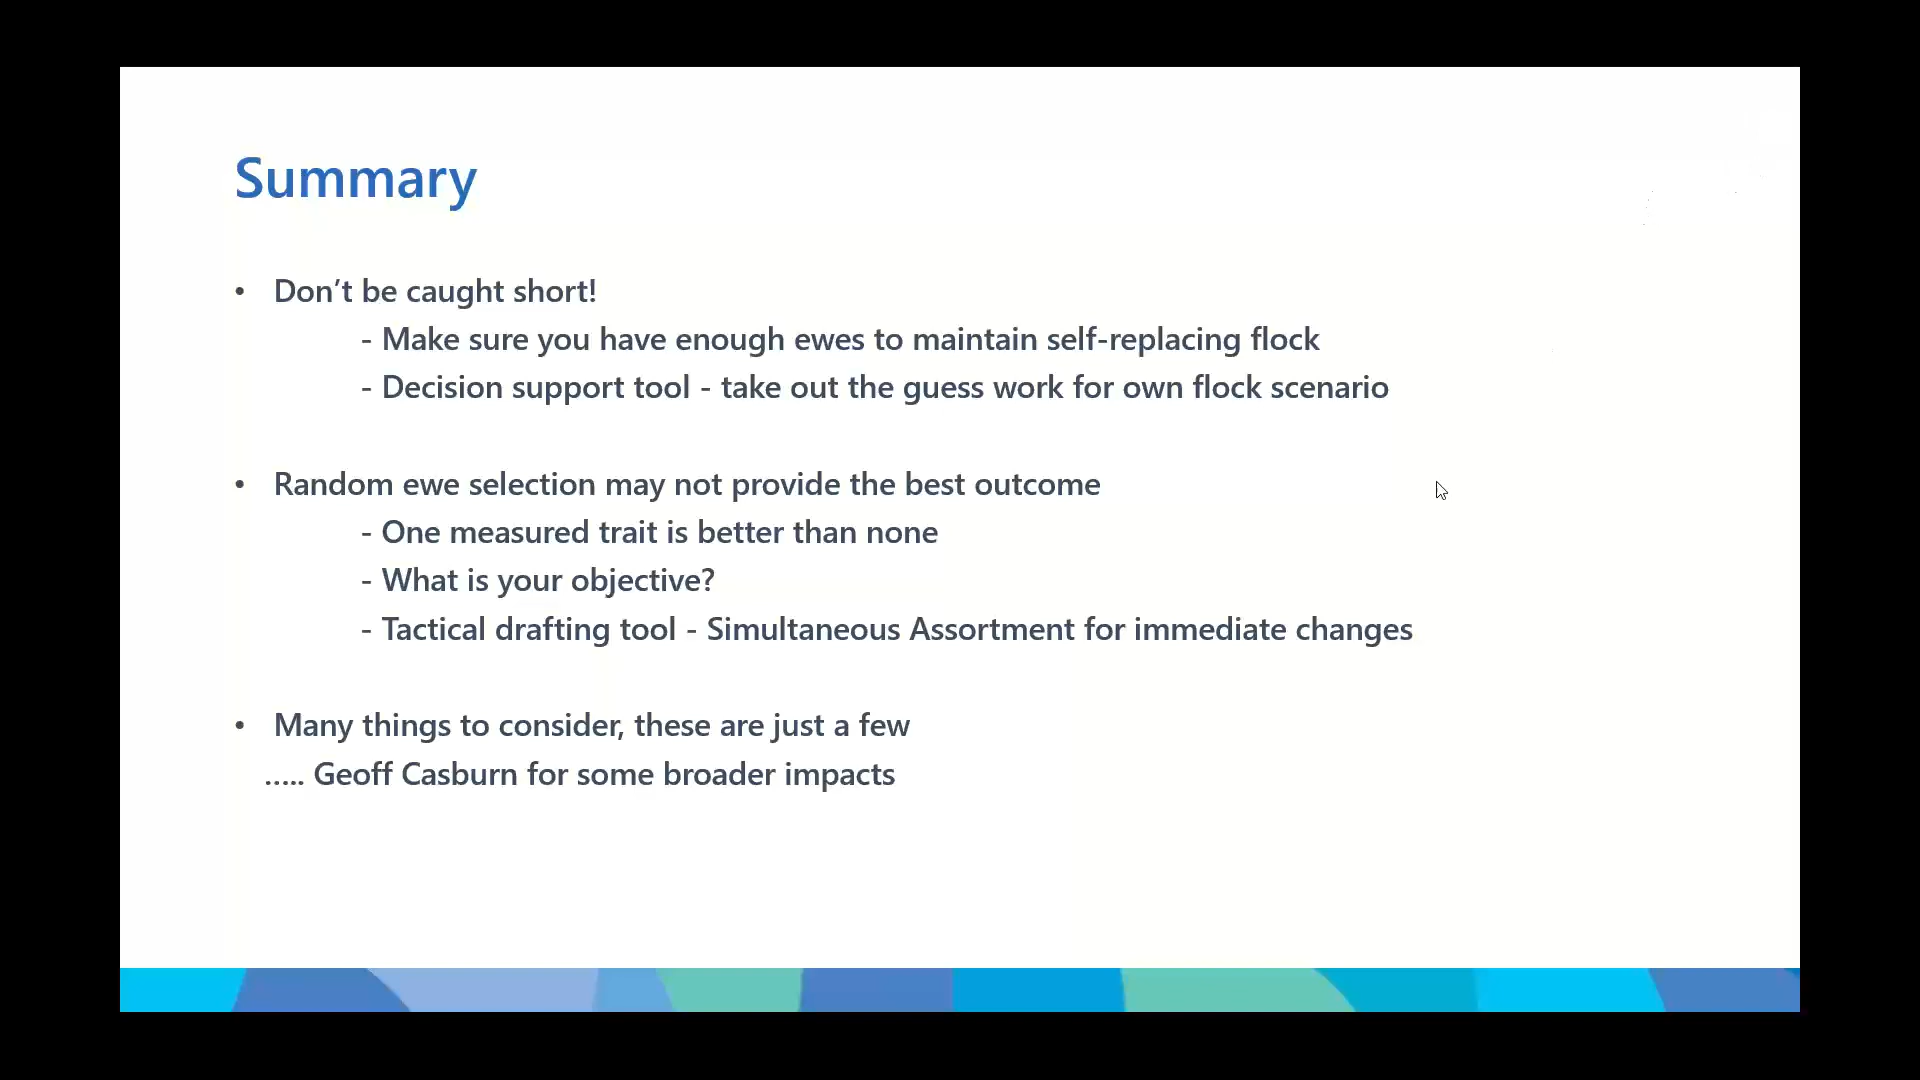 Summary
• Don’t be caught short!
- Make sure you have enough ewes to maintain self-replacing flock
- Decision support tool - take out the guess work for own flock scenario
• Random ewe selection may not provide the best outcome
- One measured trait is better than none
- What is your objective?
- Tactical drafting tool - Simultaneous Assortment for immediate changes
• Many things to consider, these are just a few
..... Geoff Casburn for some broader impacts